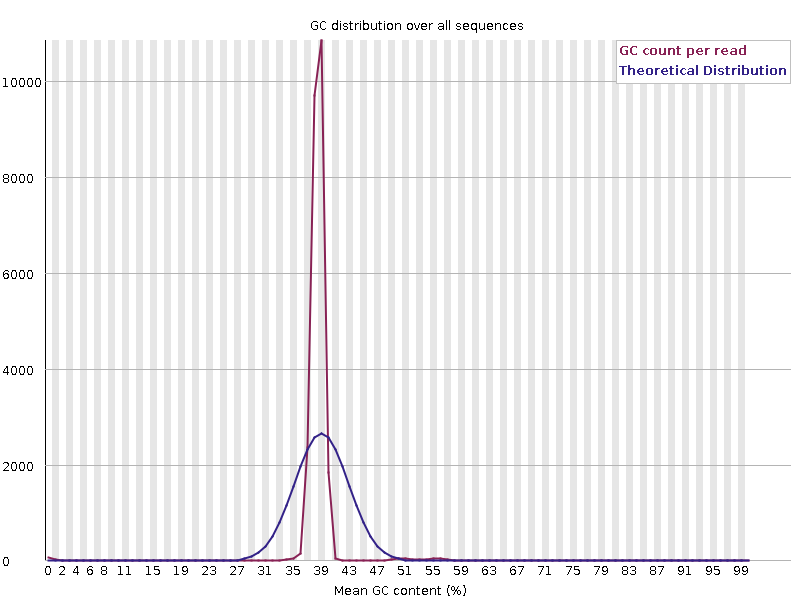 GC distribution over all sequences
GC count per read
Theoretical Distribution
10000
8000
6000
4000
2000
0
0 2 4 6 8 11 15 19 23 27 31 35 39 43 47 51 55 59 63 67 71 75 79 83 87 91 95 99
Mean GC content (%)